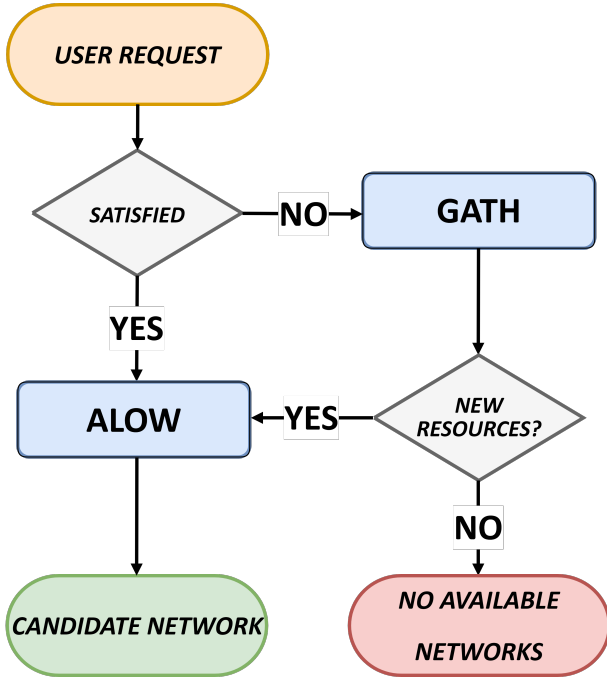 USER REQUEST
SATISFIED
NO
GATH
YES
ALOW
YES
NEW
RESOURCES?
NO
CANDIDATE NETWORK
NO AVAILABLE
NETWORKS